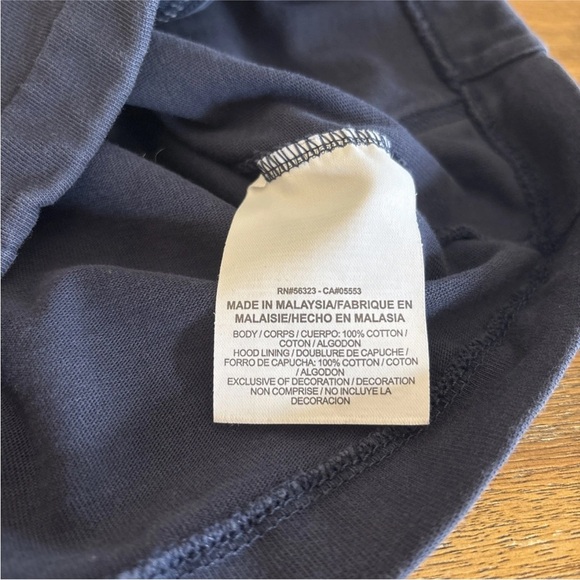 RN#56323 - CA#05553
MADE IN MALAYSIA/FABRIQUE EN
MALAISIE/HECHO EN MALASIA
BODY / CORPS / CUERPO: 100% COTTON /
COTON / ALGODON
HOOD LINING / DOUBLURE DE CAPUCHE /
FORRO DE CAPUCHA: 100% COTTON / COTON
/ ALGODON
EXCLUSIVE OF DECORATION / DECORATION
NON COMPRISE / NO INCLUYE LA
DECORACION